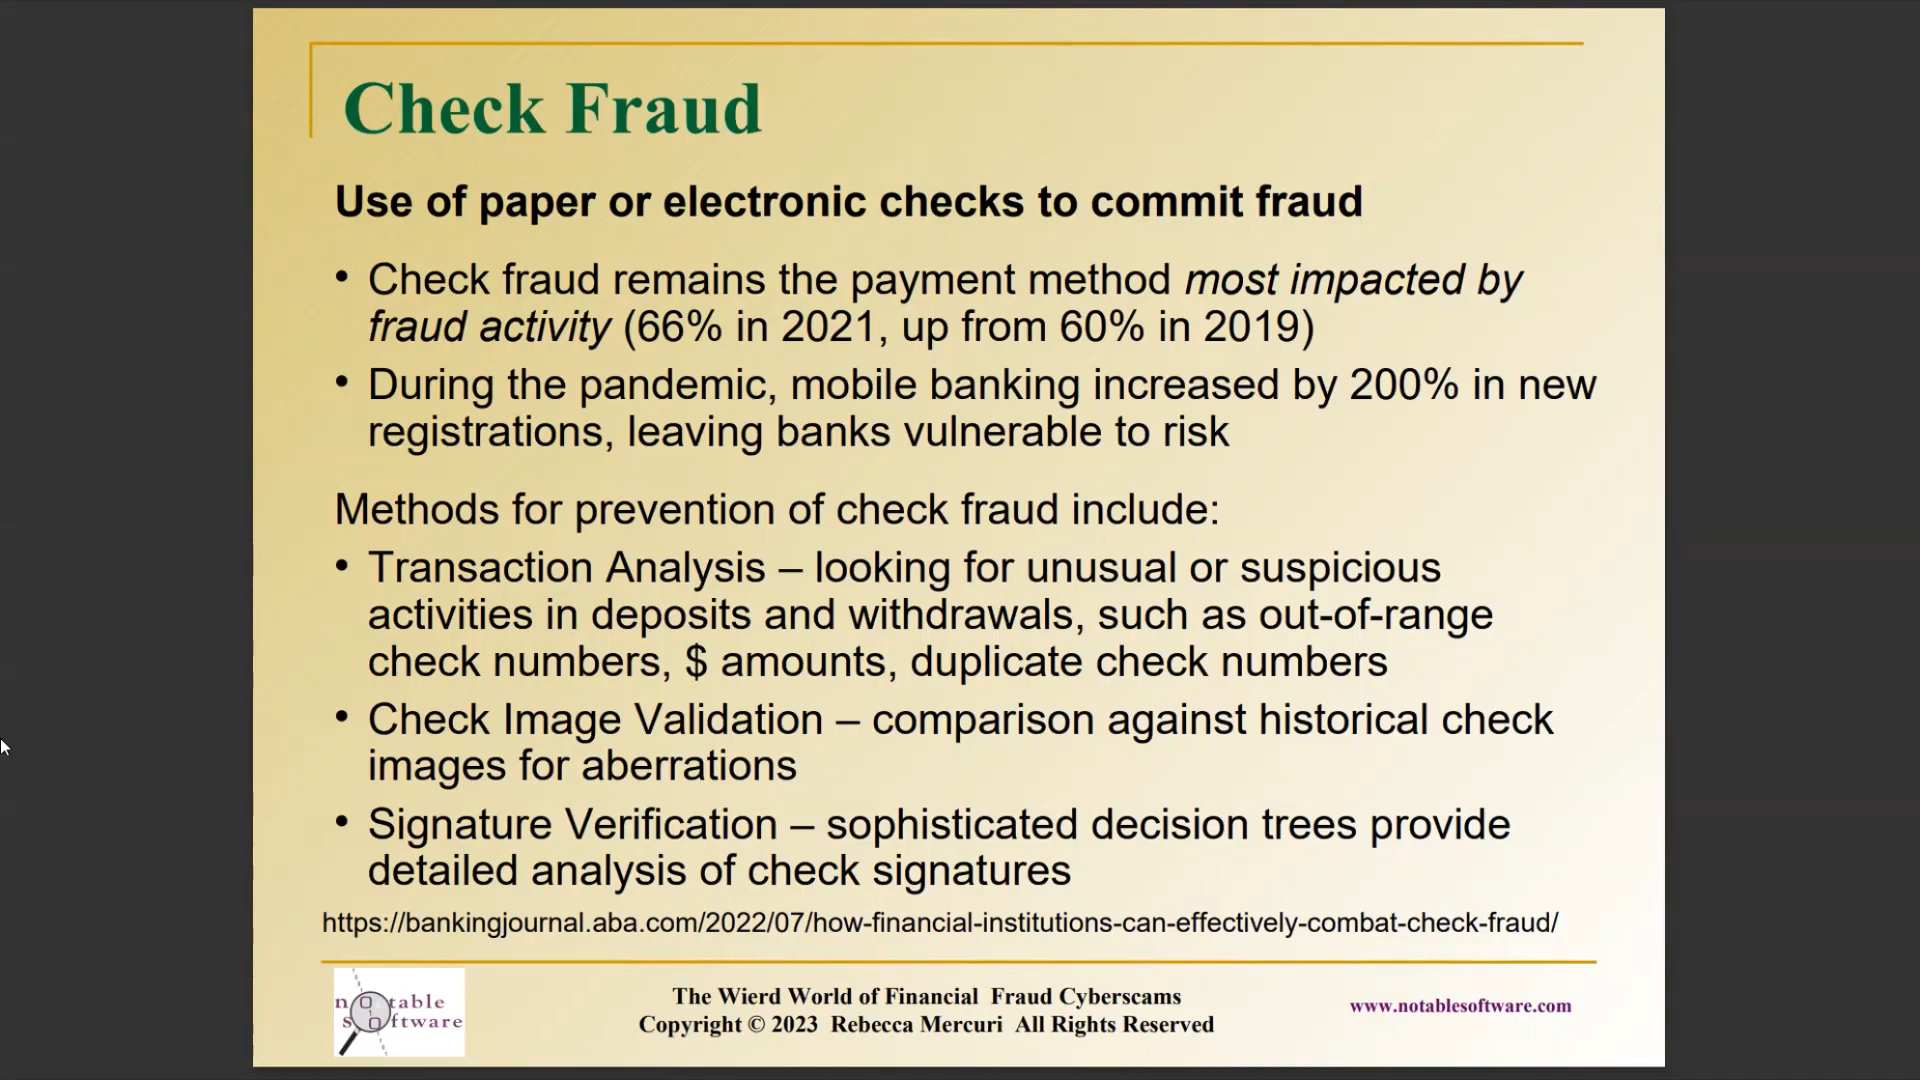 Check Fraud
Use of paper or electronic checks to commit fraud
• Check fraud remains the payment method most impacted by
fraud activity (66% in 2021, up from 60% in 2019)
• During the pandemic, mobile banking increased by 200% in new
registrations, leaving banks vulnerable to risk
Methods for prevention of check fraud include:
• Transaction Analysis – looking for unusual or suspicious
activities in deposits and withdrawals, such as out-of-range
check numbers, $ amounts, duplicate check numbers
• Check Image Validation – comparison against historical check
images for aberrations
• Signature Verification – sophisticated decision trees provide
detailed analysis of check signatures
https://bankingjournal.aba.com/2022/07/how-financial-institutions-can-effectively-combat-check-fraud/
notable
software
The Wierd World of Financial Fraud Cyberscams
Copyright © 2023 Rebecca Mercuri All Rights Reserved
www.notablesoftware.com